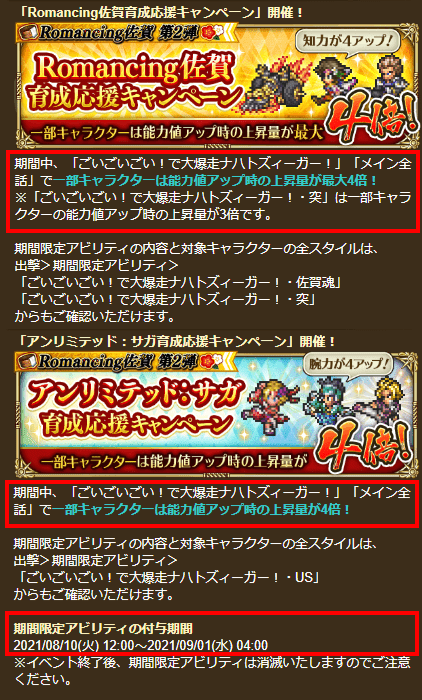 「Romancing佐賀育成応援キャンペーン」開催！
Romancing佐賀 第2弾
知力が4アップ！
Romancing佐賀
育成応援キャンペーン
一部キャラクターは能力値アップ時の上昇量が最大
4倍!
期間中、「ごいごいごい！で大爆走ナハトズィーガー！」「メイン全
話」で一部キャラクターは能力値アップ時の上昇量が最大4倍！
※「ごいごいごい！で大爆走ナハトズィーガー！・突」は一部キャラ
クターの能力値アップ時の上昇量が3倍です。
期間限定アビリティの内容と対象キャラクターの全スタイルは、
出撃＞期間限定アビリティ＞
「ごいごいごい！で大爆走ナハトズィーガー！・佐賀魂」
「ごいごいごい！で大爆走ナハトズィーガー！・突」
からもご確認いただけます。
「アンリミテッド：サガ育成応援キャンペーン」開催！
Romancing佐賀 第2弾
腕力が4アップ！
アンリミテッド：サガ
育成応援キャンペーン
一部キャラクターは能力値アップ時の上昇量が
4倍!
期間中、「ごいごいごい！で大爆走ナハトズィーガー！」「メイン全
話」で一部キャラクターは能力値アップ時の上昇量が4倍！
期間限定アビリティの内容と対象キャラクターの全スタイルは、
出撃＞期間限定アビリティ＞
「ごいごいごい！で大爆走ナハトズィーガー！・US」
からもご確認いただけます。
期間限定アビリティの付与期間
2021/08/10(火) 12:00～2021/09/01(水) 04:00
※イベント終了後、期間限定アビリティは消滅いたしますのでご注意
ください。